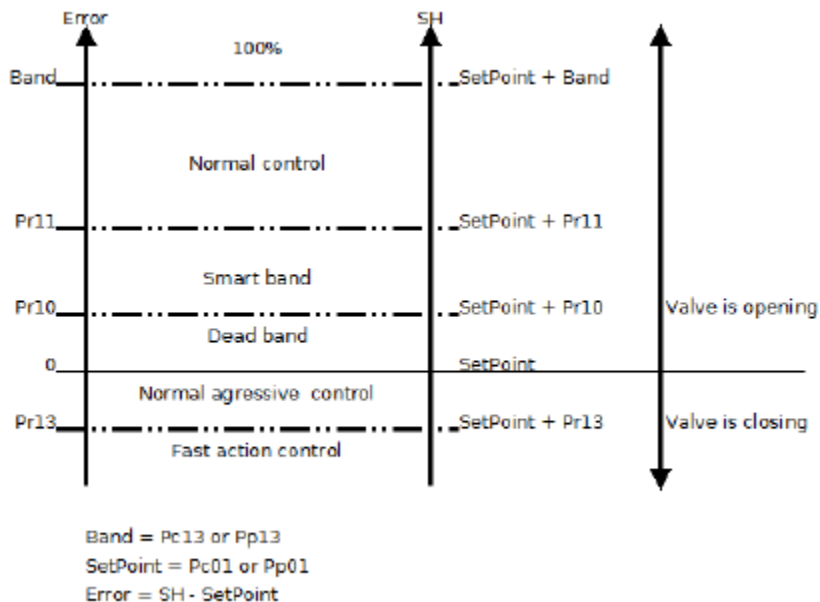 Error SH
100%
Band SetPoint + Band
Normal control
Pr11 SetPoint + Pr11
Smart band
Pr10 SetPoint + Pr10 Valve is opening
Dead band
0 SetPoint
Normal agressive control
Pr13 SetPoint + Pr13 Valve is closing
Fast action control
Band = Pc13 or Pp13
SetPoint = Pc01 or Pp01
Error = SH - SetPoint